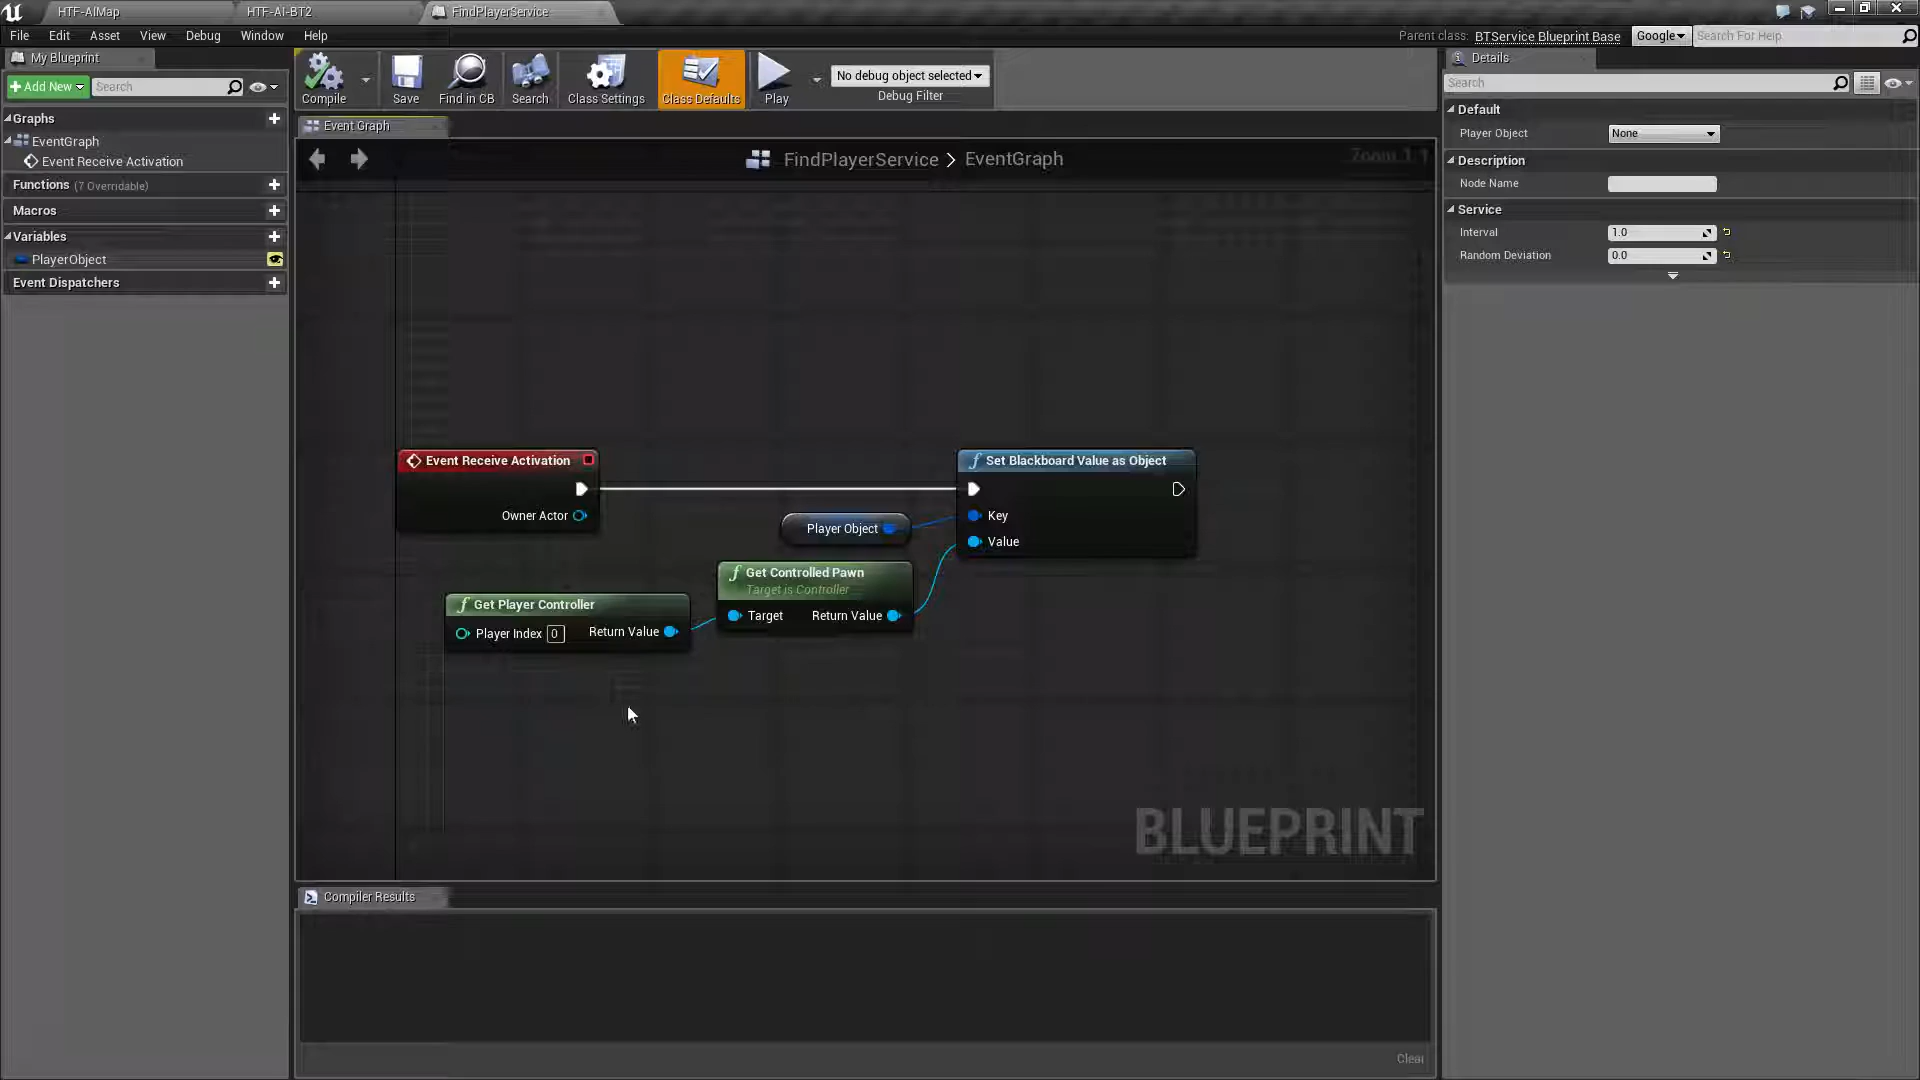 HTF-AIMap
HTF-AI-BT2
FindPlayerService
File Edit Asset View Debug Window Help
Parent class: BTService Blueprint Base
Google
Search For Help
My Blueprint
Add New
Search
Graphs
EventGraph
Event Receive Activation
Functions (7 Overridable)
Macros
Variables
PlayerObject
Event Dispatchers
Compile
Save
Find in CB
Search
Class Settings
Class Defaults
Play
No debug object selected
Debug Filter
Event Graph
FindPlayerService > EventGraph
Zoom 1:1
Event Receive Activation
Owner Actor
Player Object
Set Blackboard Value as Object
Key
Value
Get Controlled Pawn
Target is Controller
Target Return Value
Get Player Controller
Player Index 0 Return Value
BLUEPRINT
Compiler Results
Clear
Details
Search
Default
Player Object None
Description
Node Name
Service
Interval 1.0
Random Deviation 0.0